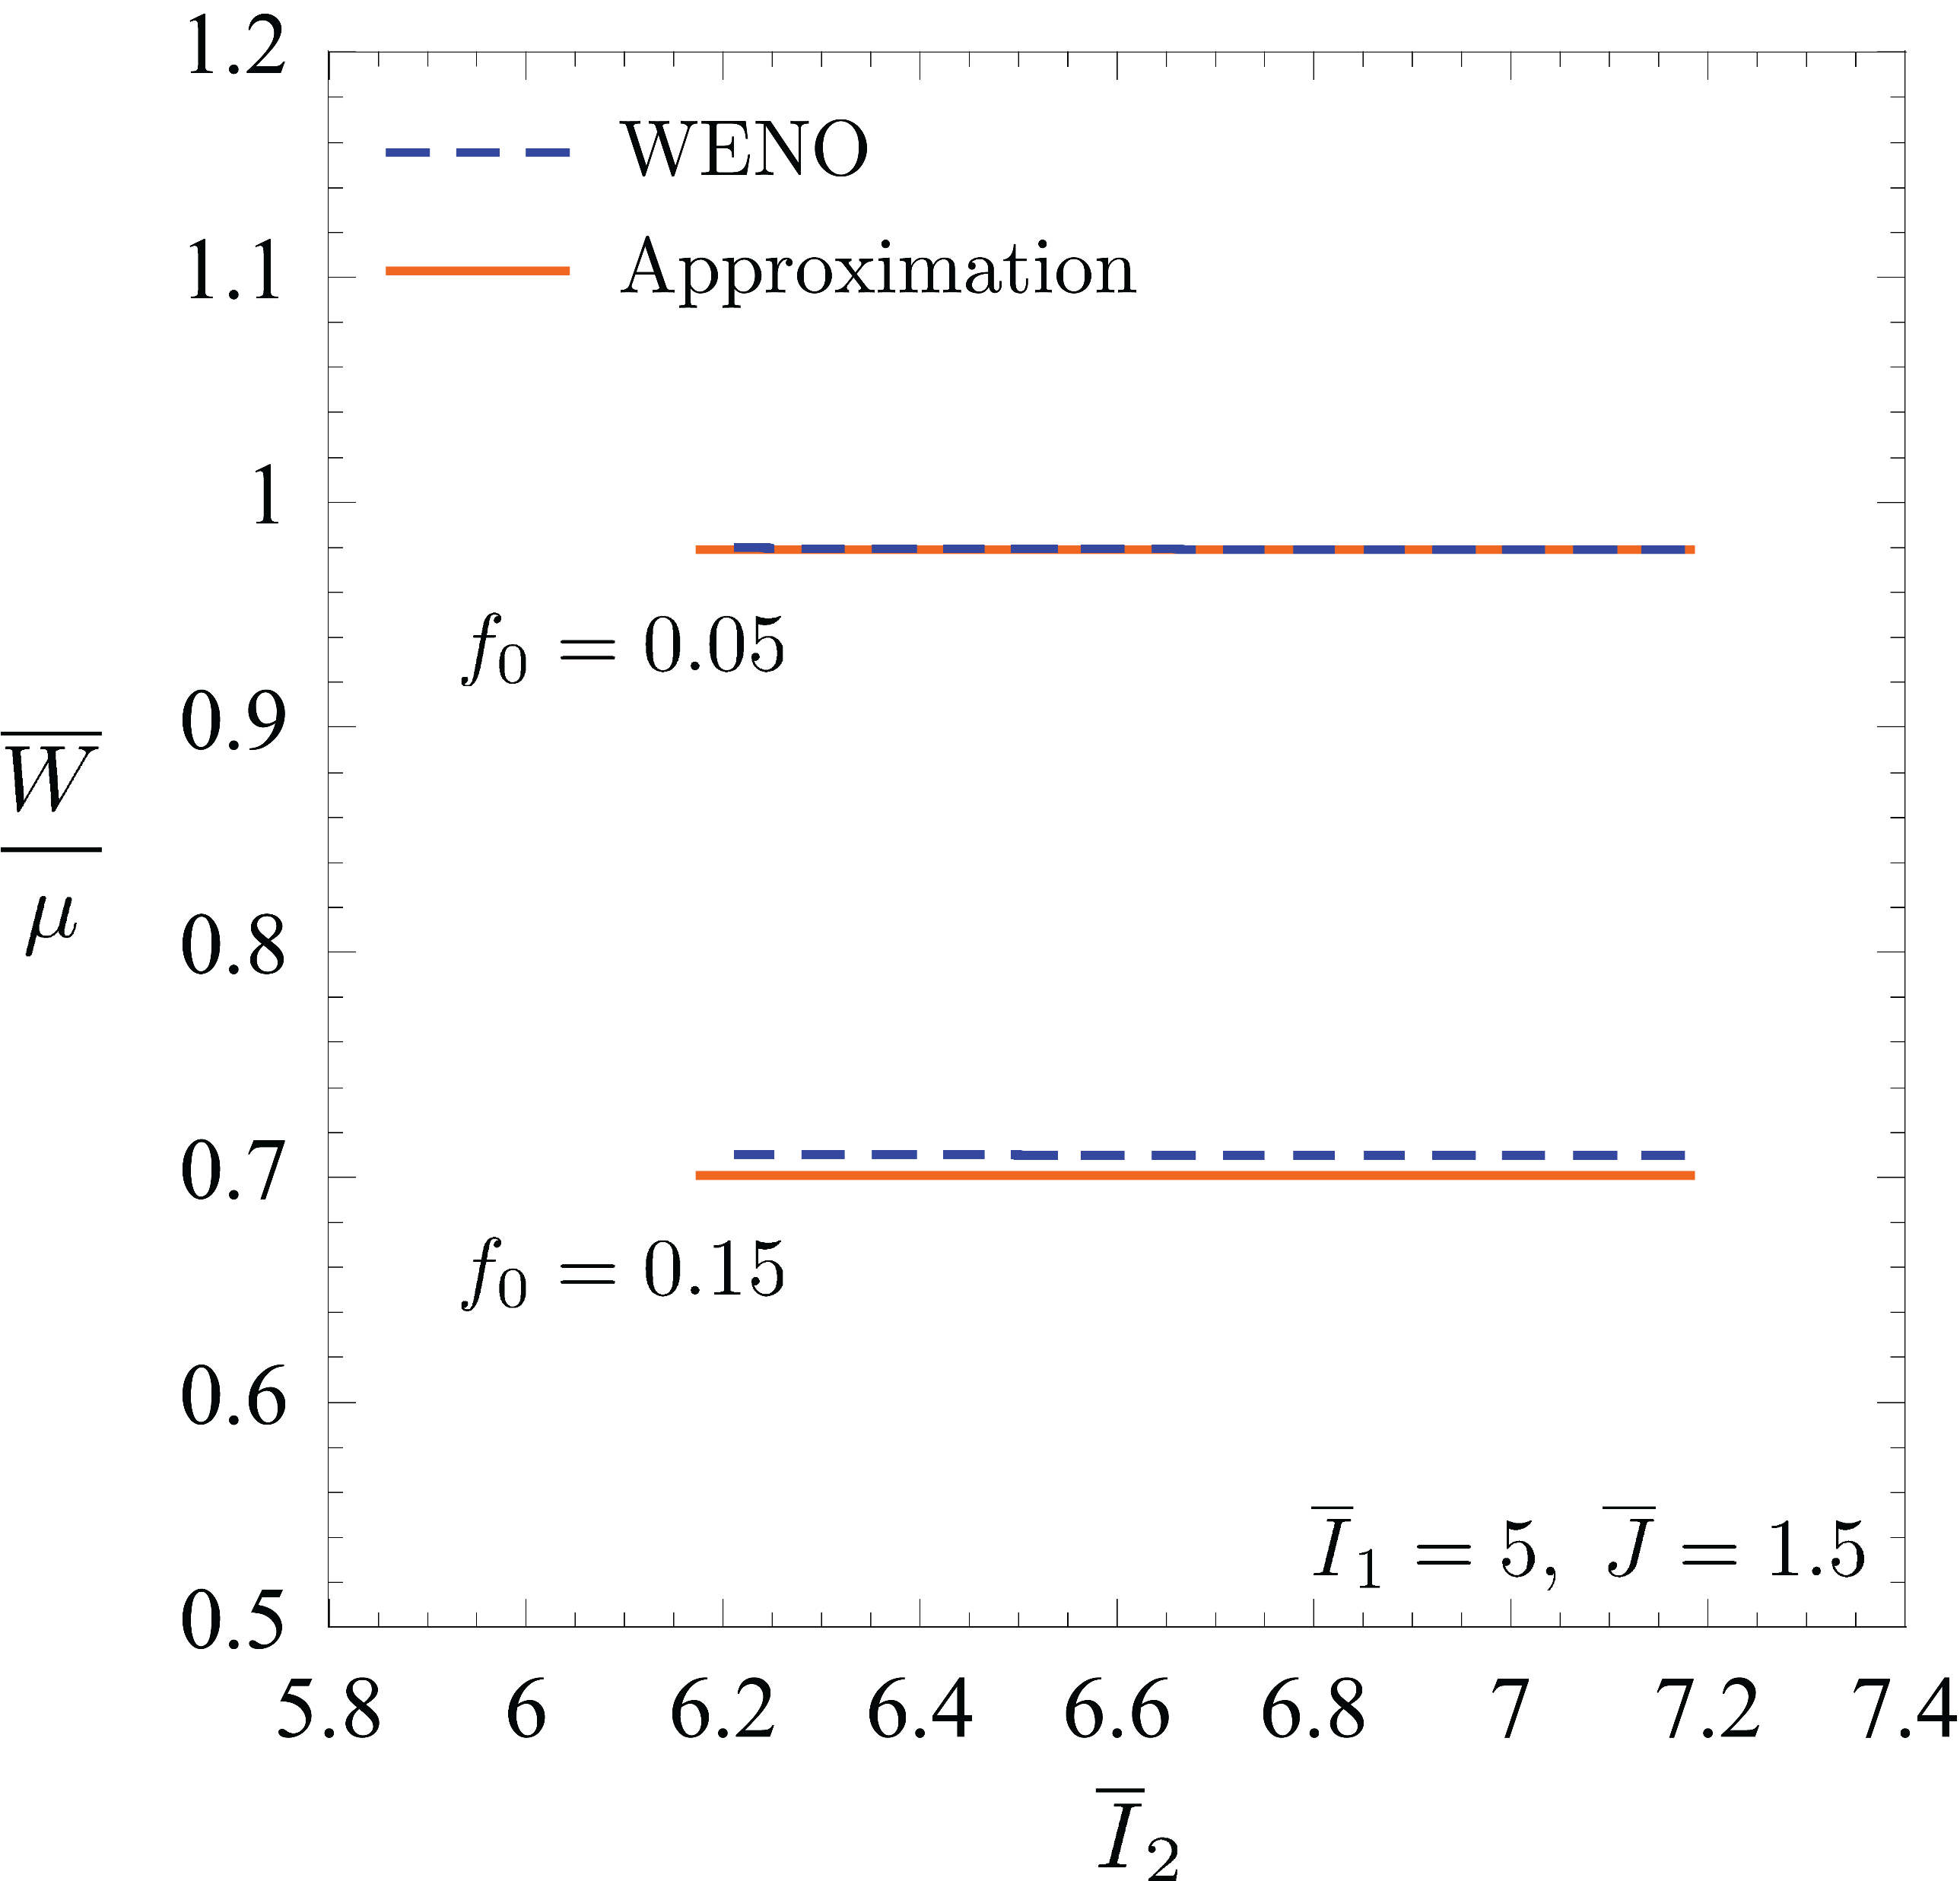 1.2
WENO
1.1
Approximation
1
f₀ = 0.05
0.9
W̅
μ
0.8
0.7
f₀ = 0.15
0.6
I̅₁ = 5, J̅ = 1.5
0.5
5.8 6 6.2 6.4 6.6 6.8 7 7.2 7.4
I̅₂